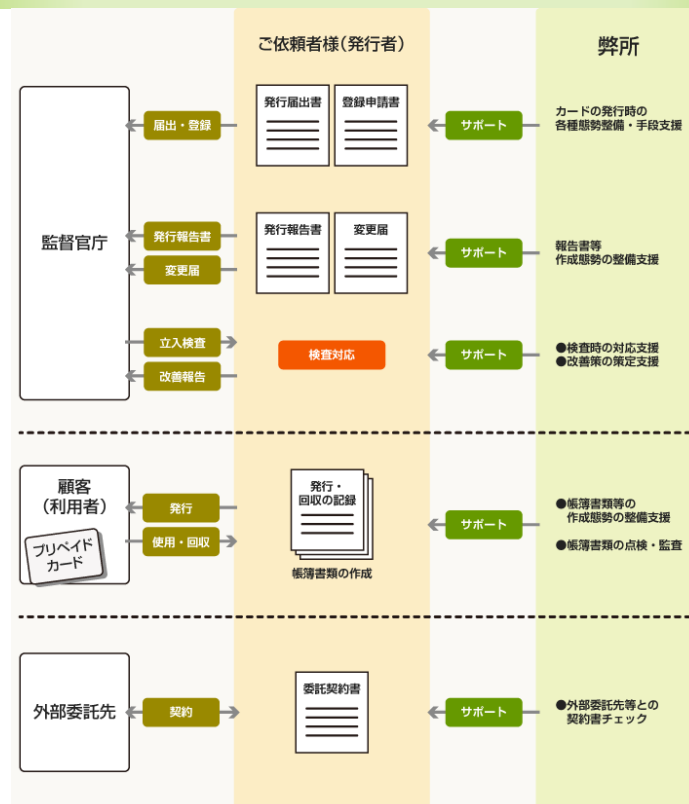 ご依頼者様(発行者)
弊所
監督官庁
届出・登録
発行届出書
登録申請書
サポート
カードの発行時の
各種態勢整備・手段支援
発行報告書
変更届
発行報告書
変更届
サポート
報告書等
作成態勢の整備支援
立入検査
改善報告
検査対応
サポート
●検査時の対応支援
●改善策の策定支援
顧客
(利用者)
プリペイド
カード
発行
使用・回収
発行・
回収の記録
帳簿書類の作成
サポート
●帳簿書類等の
作成態勢の整備支援
●帳簿書類の点検・監査
外部委託先
契約
委託契約書
サポート
●外部委託先等との
契約書チェック